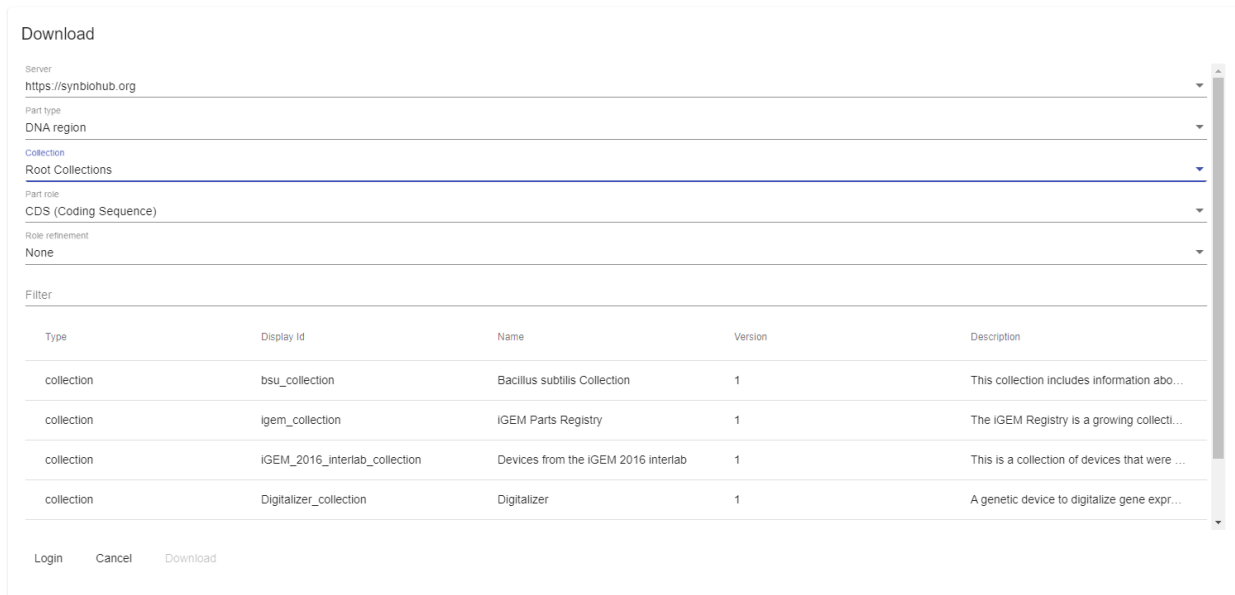 Download
Server
https://synbiohub.org
Part type
DNA region
Collection
Root Collections
Part role
CDS (Coding Sequence)
Role refinement
None
Filter
Type Display Id Name Version Description
collection bsu_collection Bacillus subtilis Collection 1 This collection includes information abo...
collection igem_collection iGEM Parts Registry 1 The iGEM Registry is a growing collecti...
collection iGEM_2016_interlab_collection Devices from the iGEM 2016 interlab 1 This is a collection of devices that were ...
collection Digitalizer_collection Digitalizer 1 A genetic device to digitalize gene expr...
Login Cancel Download